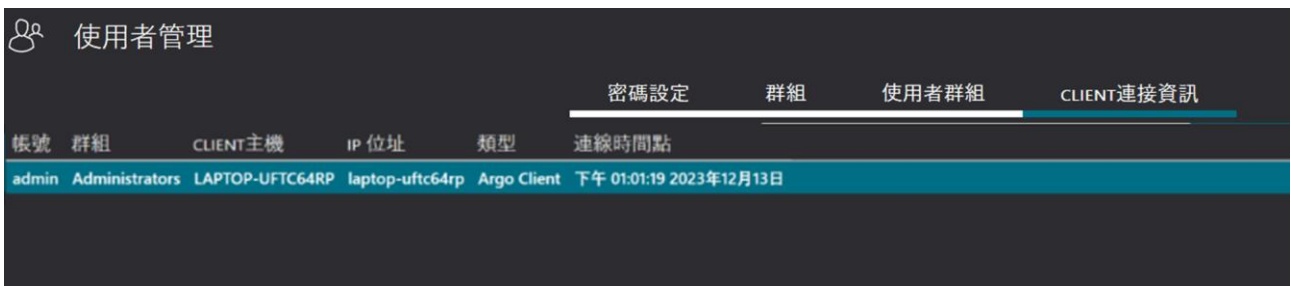 使用者管理
密碼設定 群組 使用者群組 CLIENT連接資訊
帳號 群組 CLIENT主機 IP 位址 類型 連線時間點
admin Administrators LAPTOP-UFTC64RP laptop-uftc64rp Argo Client 下午 01:01:19 2023年12月13日